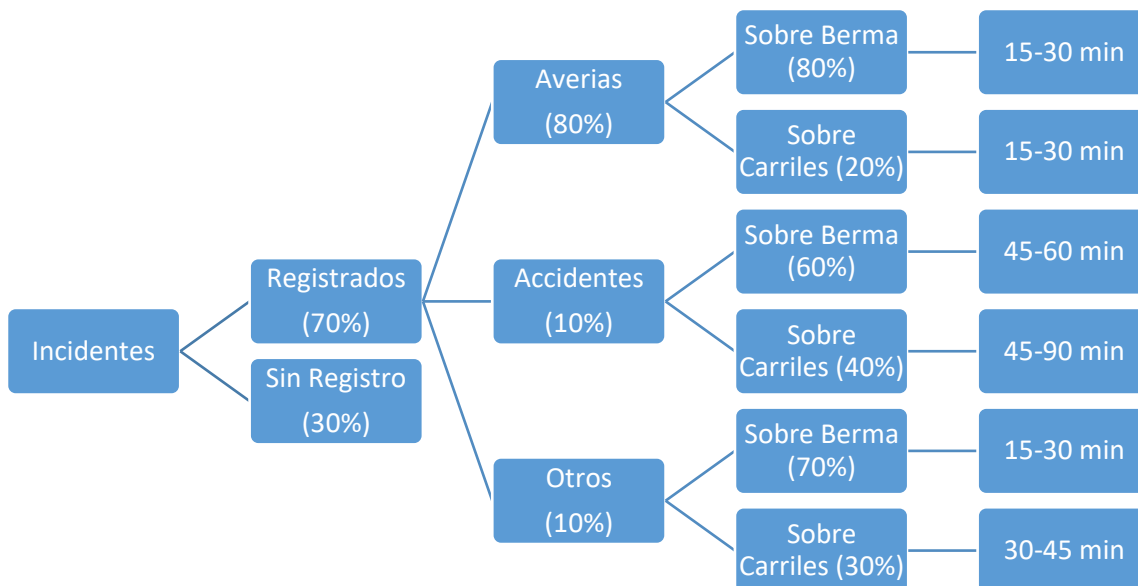 Incidentes
Registrados
(70%)
Sin Registro
(30%)
Averias
(80%)
Accidentes
(10%)
Otros
(10%)
Sobre Berma
(80%)
Sobre
Carriles (20%)
Sobre Berma
(60%)
Sobre
Carriles (40%)
Sobre Berma
(70%)
Sobre
Carriles (30%)
15-30 min
15-30 min
45-60 min
45-90 min
15-30 min
30-45 min